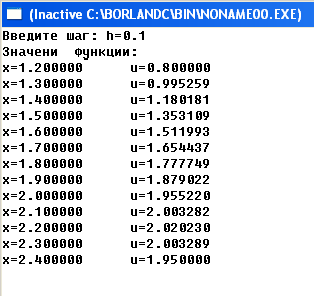 (Inactive C:\BORLANDC\BIN\NONAME00.EXE)
Введите шаг: h=0.1
Значени функции:
x=1.200000 u=0.800000
x=1.300000 u=0.995259
x=1.400000 u=1.180181
x=1.500000 u=1.353109
x=1.600000 u=1.511993
x=1.700000 u=1.654437
x=1.800000 u=1.777749
x=1.900000 u=1.879022
x=2.000000 u=1.955220
x=2.100000 u=2.003282
x=2.200000 u=2.020230
x=2.300000 u=2.003289
x=2.400000 u=1.950000